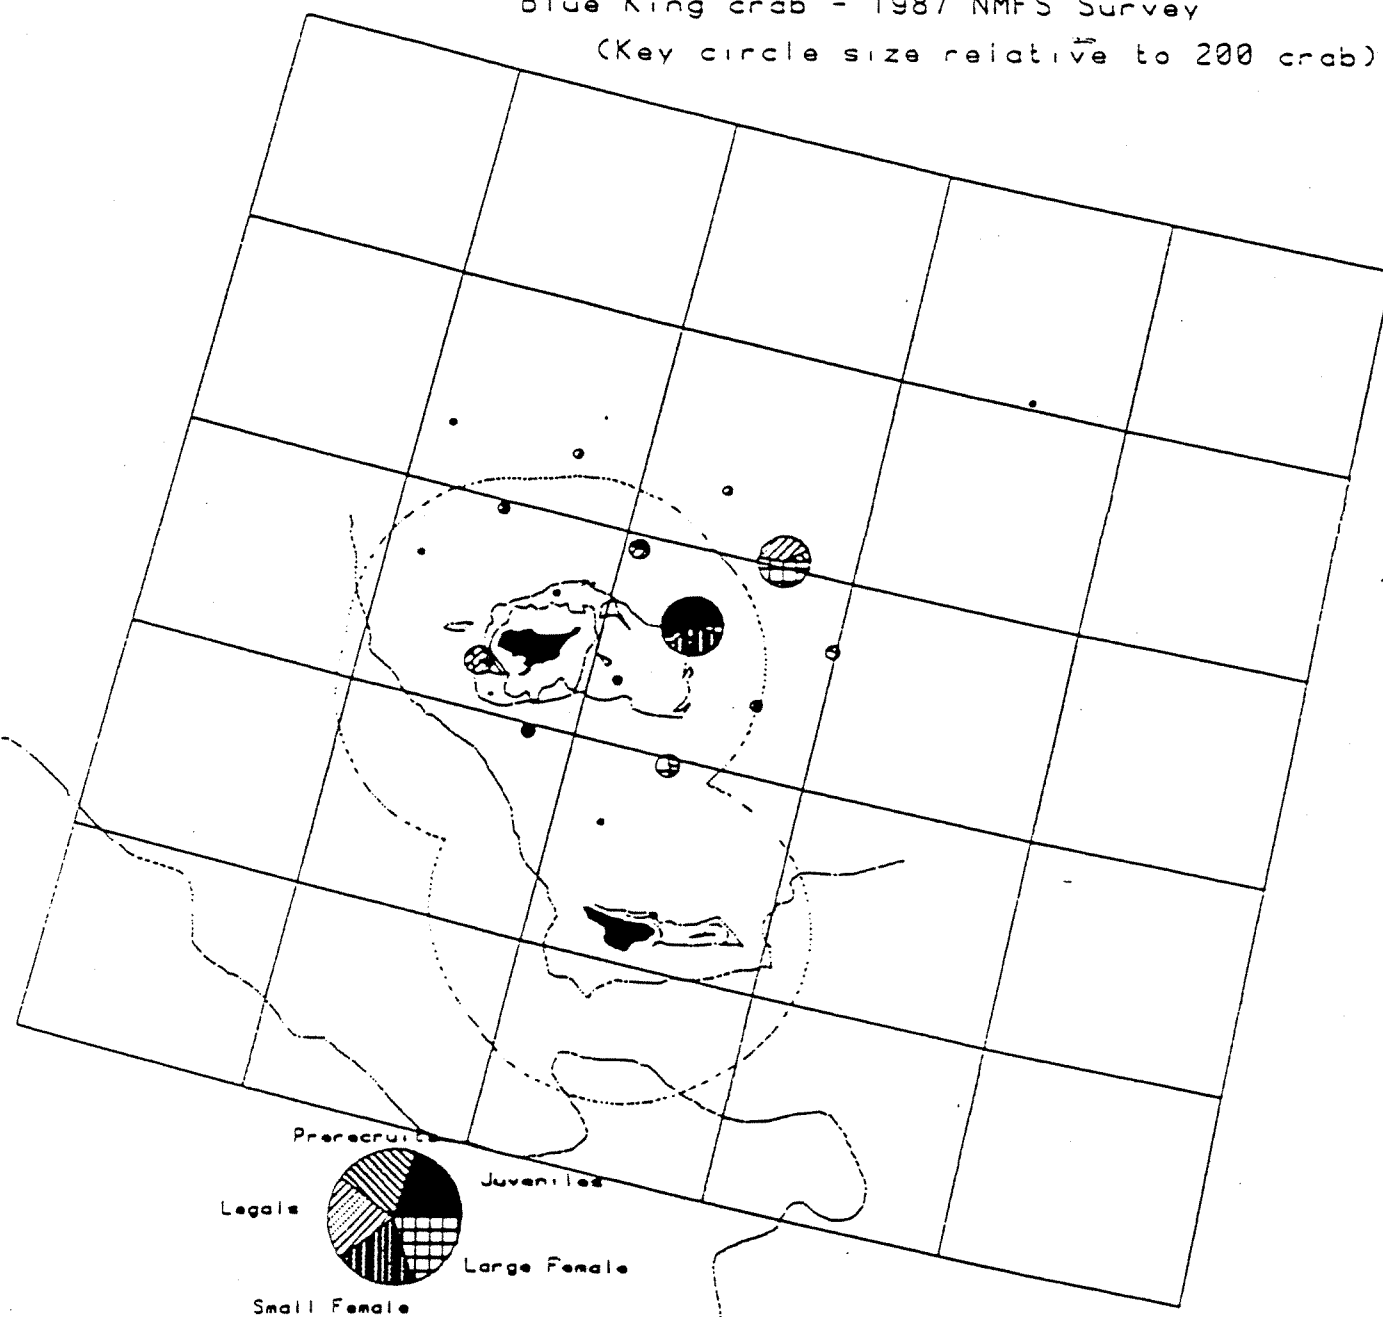 Blue King crab - 1987 NMFS Survey
(Key circle size relative to 200 crab)
Prerecruits
Juveniles
Legals
Large Female
Small Female